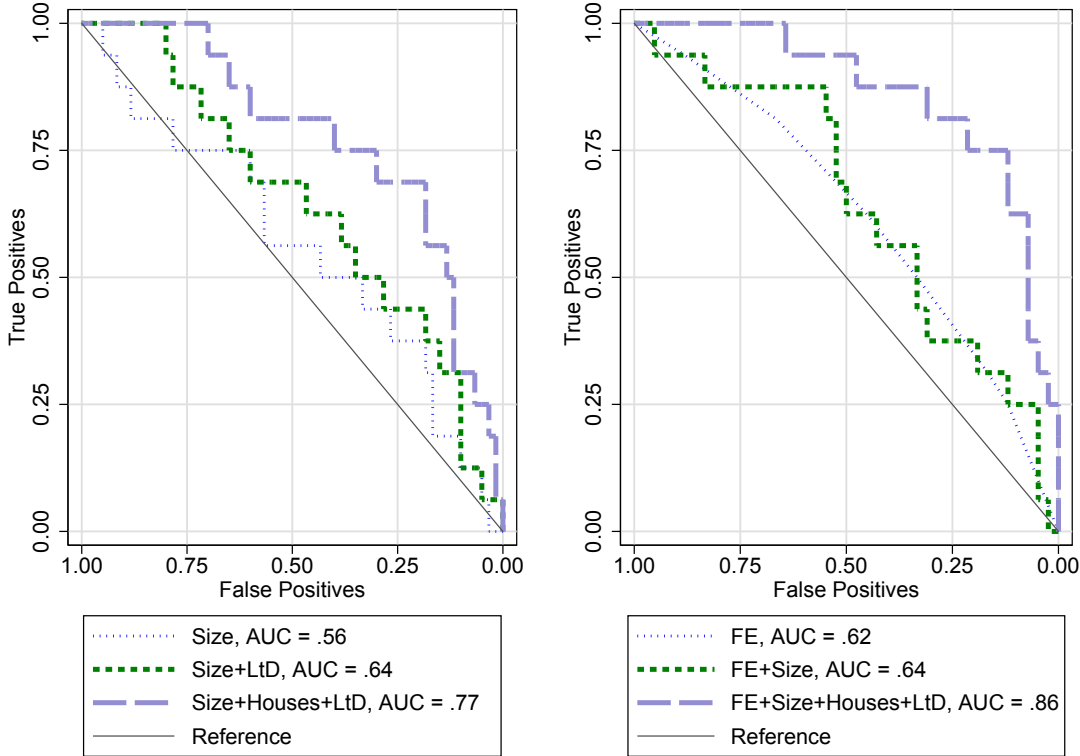 True Positives
1.00
0.75
0.50
0.25
0.00
1.00
0.75
0.50
0.25
0.00
False Positives
Size, AUC = .56
Size+LtD, AUC = .64
Size+Houses+LtD, AUC = .77
Reference
True Positives
1.00
0.75
0.50
0.25
0.00
1.00
0.75
0.50
0.25
0.00
False Positives
FE, AUC = .62
FE+Size, AUC = .64
FE+Size+Houses+LtD, AUC = .86
Reference